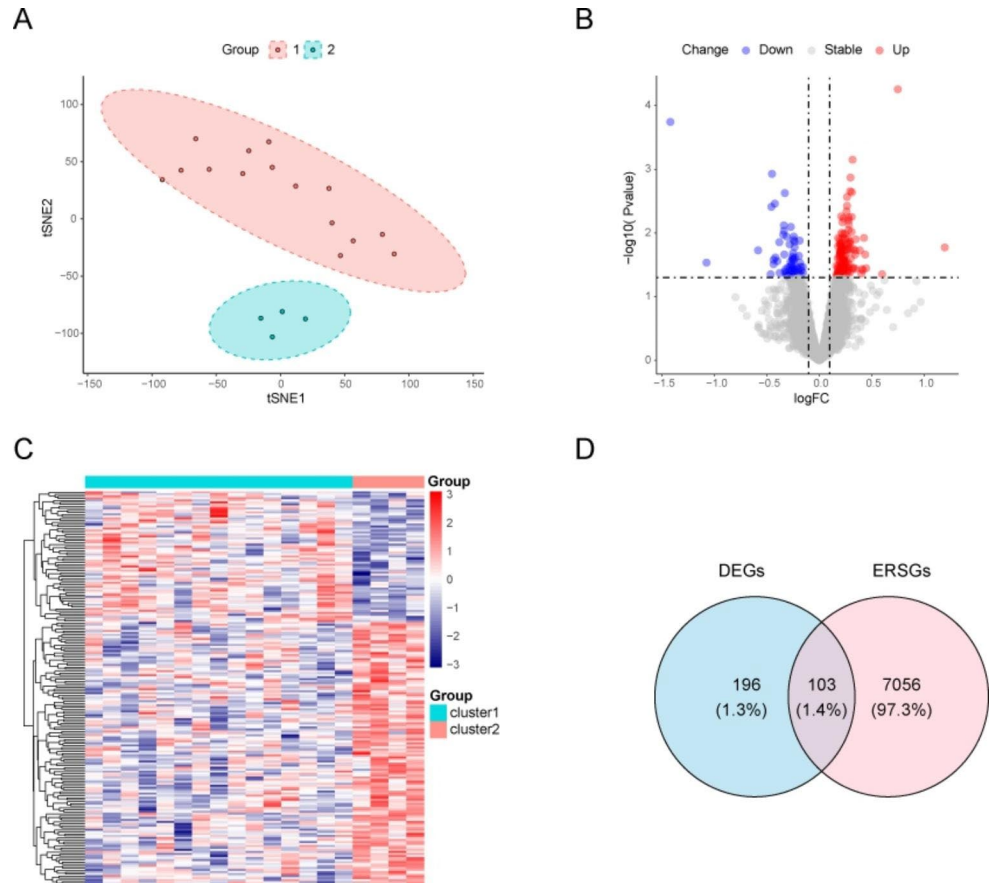 A
Group 1 2
tSNE2
100
50
0
−50
−100
−150 −100 −50 0 50 100 150
tSNE1
B
Change Down Stable Up
−log10( Pvalue)
4
3
2
1
0
−1.5 −1.0 −0.5 0.0 0.5 1.0
logFC
C
Group
3
2
1
0
−1
−2
−3
Group
cluster1
cluster2
D
DEGs ERSGs
196 103 7056
(1.3%) (1.4%) (97.3%)